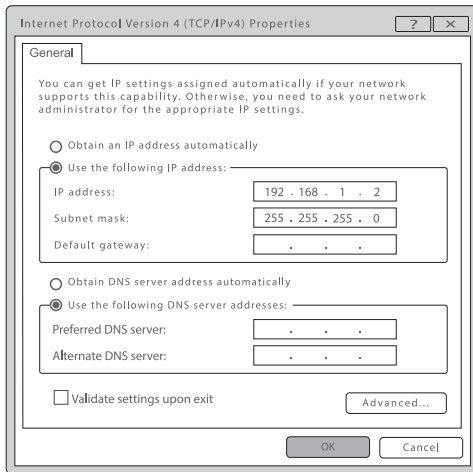 Internet Protocol Version 4 (TCP/IPv4) Properties ? ×
General
You can get IP settings assigned automatically if your network
supports this capability. Otherwise, you need to ask your network
administrator for the appropriate IP settings.
Obtain an IP address automatically
Use the following IP address:
IP address: 192 . 168 . 1 . 2
Subnet mask: 255 . 255 . 255 . 0
Default gateway: . . .
Obtain DNS server address automatically
Use the following DNS server addresses:
Preferred DNS server: . . .
Alternate DNS server: . . .
Validate settings upon exit
Advanced...
OK Cancel